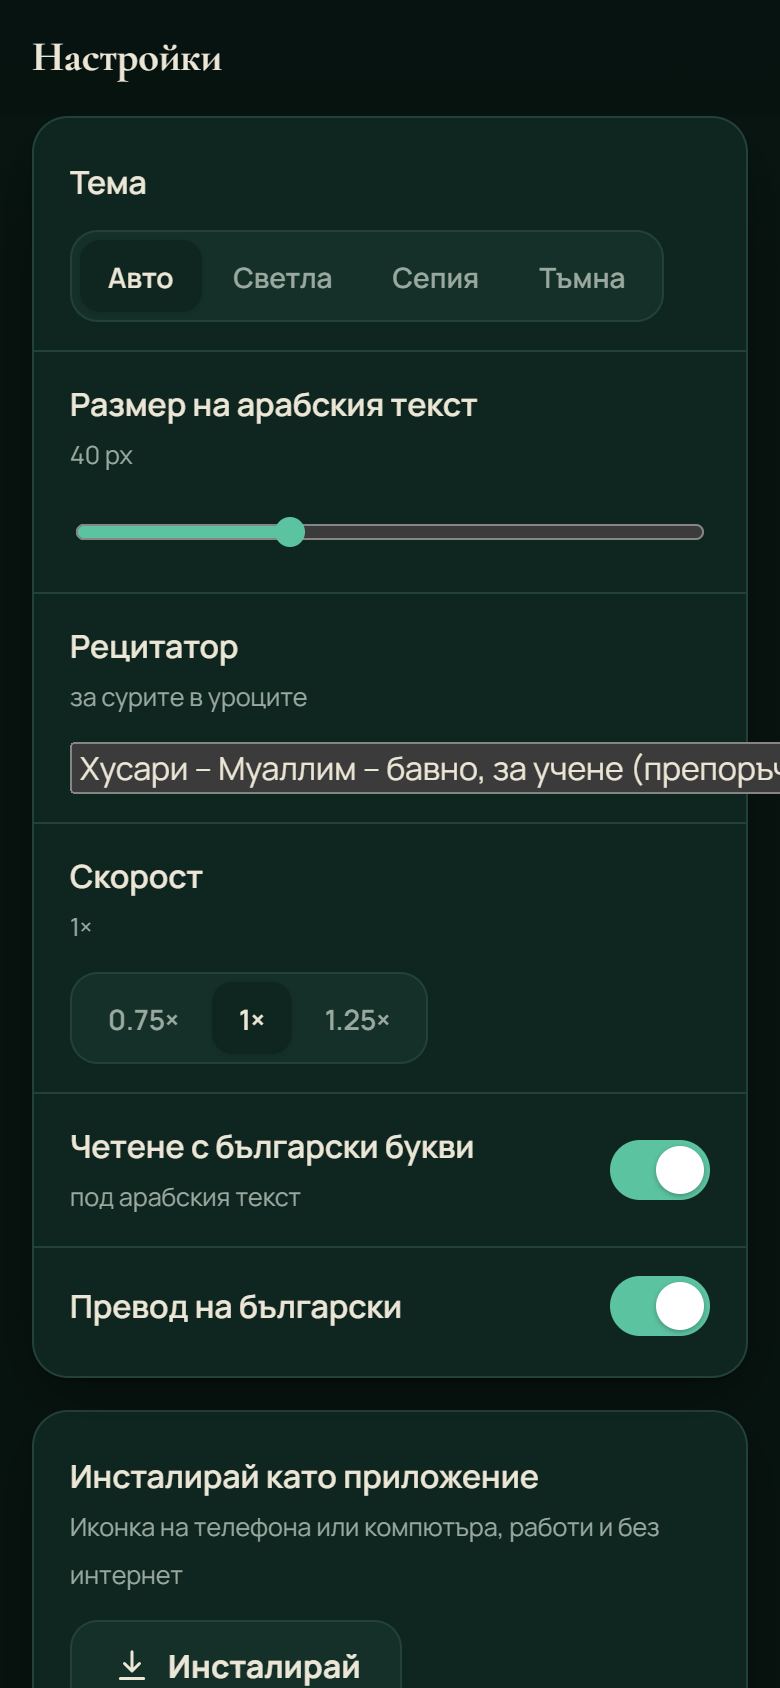 Настройки
Тема
Авто Светла Сепия Тъмна
Размер на арабския текст
40 px
Рецитатор
за сурите в уроците
Хусари – Муаллим – бавно, за учене (препоръч
Скорост
1×
0.75× 1× 1.25×
Четене с български букви
под арабския текст
Превод на български
Инсталирай като приложение
Иконка на телефона или компютъра, работи и без
интернет
Инсталирай